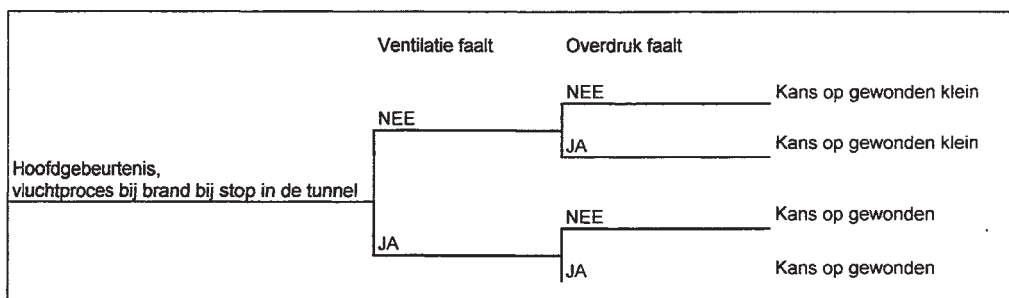 Ventilatie faalt
Overdruk faalt
NEE
Kans op gewonden klein
NEE
JA
Kans op gewonden klein
Hoofdgebeurtenis,
vluchtproces bij brand bij stop in de tunnel
NEE
Kans op gewonden
JA
JA
Kans op gewonden